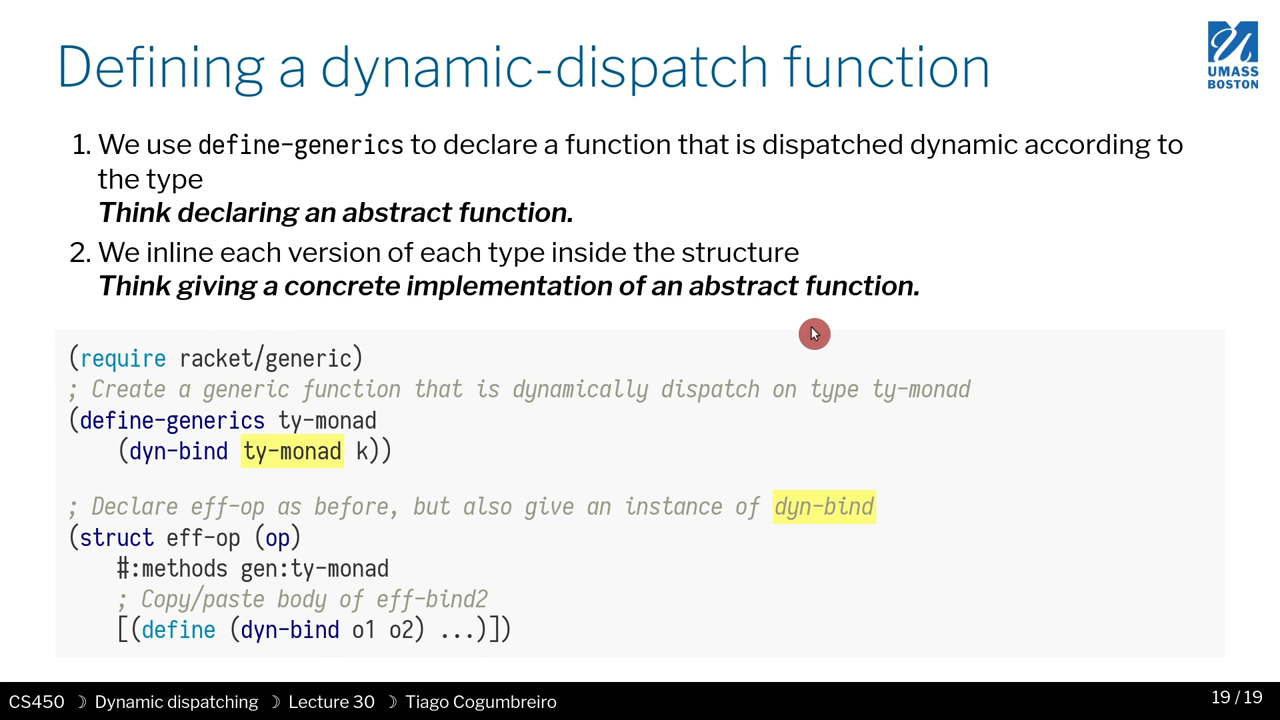 Defining a dynamic-dispatch function
UMASS
BOSTON
1. We use define-generics to declare a function that is dispatched dynamic according to
the type
Think declaring an abstract function.
2. We inline each version of each type inside the structure
Think giving a concrete implementation of an abstract function.
(require racket/generic)
; Create a generic function that is dynamically dispatch on type ty-monad
(define-generics ty-monad
    (dyn-bind ty-monad k))
; Declare eff-op as before, but also give an instance of dyn-bind
(struct eff-op (op)
    #:methods gen:ty-monad
    ; Copy/paste body of eff-bind2
    [(define (dyn-bind o1 o2) ...)])
CS450 ☽ Dynamic dispatching ☽ Lecture 30 ☽ Tiago Cogumbreiro
19 / 19